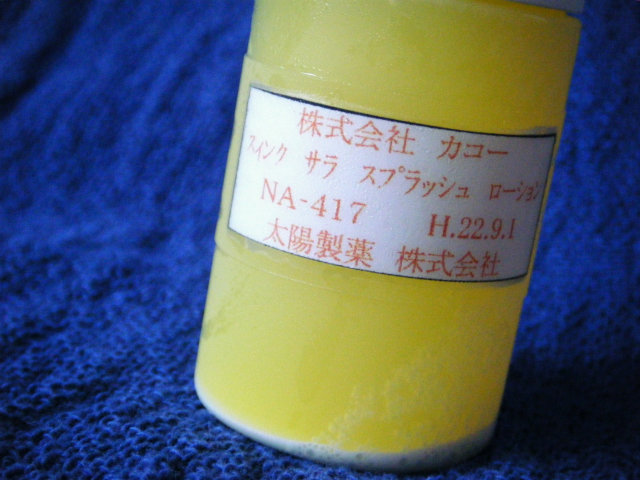 株式会社 カコー
スインク サラ スプラッシュ ローション
NA-417 H.22.9.1
太陽製薬 株式会社